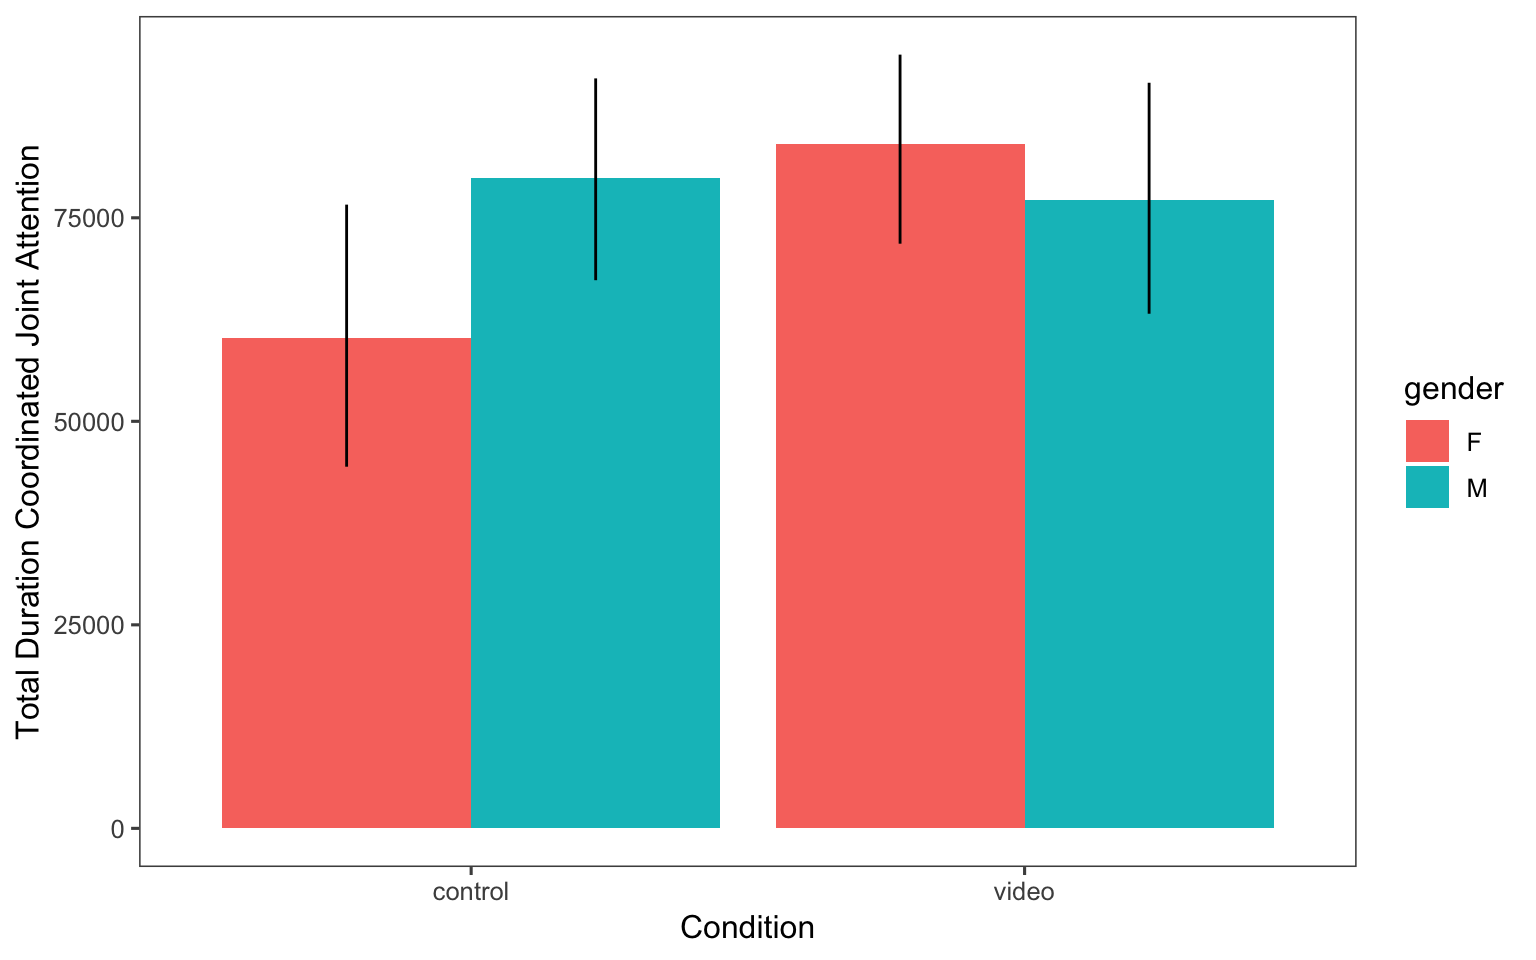 Total Duration Coordinated Joint Attention
75000
50000
25000
0
control
video
Condition
gender
F
M